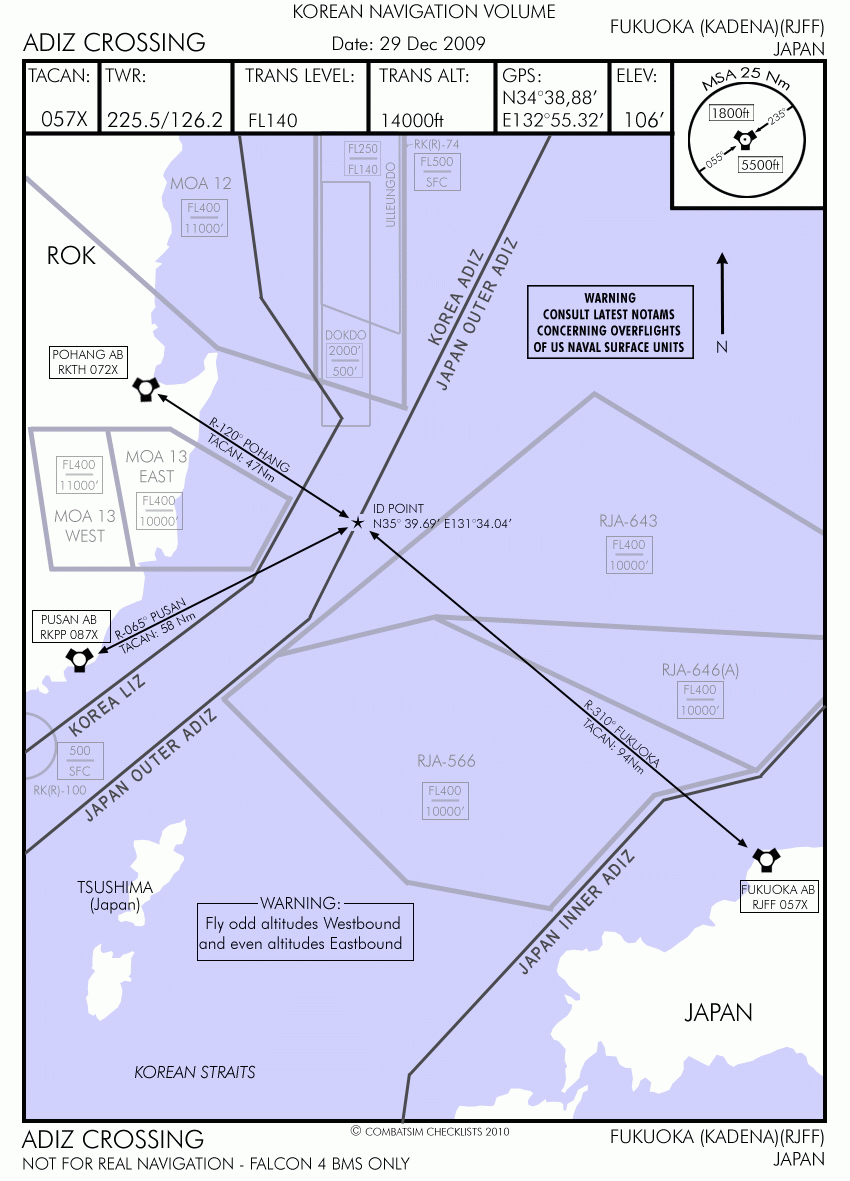 KOREAN NAVIGATION VOLUME
ADIZ CROSSING
Date: 29 Dec 2009
FUKUOKA (KADENA)(RJFF)
JAPAN
TACAN:
057X
TWR:
225.5/126.2
TRANS LEVEL:
FL140
TRANS ALT:
14000ft
GPS:
N34°38,88'
E132°55.32'
ELEV:
106'
MSA 25 Nm
1800ft
235°
055°
5500ft
MOA 12
FL400
11000'
FL250
FL140
ULLEUNGDO
RK(R)-74
FL500
SFC
ROK
KOREA ADIZ
JAPAN OUTER ADIZ
WARNING
CONSULT LATEST NOTAMS
CONCERNING OVERFLIGHTS
OF US NAVAL SURFACE UNITS
N
DOKDO
2000'
500'
POHANG AB
RKTH 072X
R-120° POHANG
TACAN: 47Nm
FL400
11000'
MOA 13
WEST
MOA 13
EAST
FL400
10000'
ID POINT
N35° 39.69' E131°34.04'
RJA-643
FL400
10000'
PUSAN AB
RKPP 087X
R-065° PUSAN
TACAN: 58 Nm
RJA-646(A)
FL400
10000'
KOREA LIZ
JAPAN OUTER ADIZ
500
SFC
RK(R)-100
R-310° FUKUOKA
TACAN: 94Nm
RJA-566
FL400
10000'
TSUSHIMA
(Japan)
WARNING:
Fly odd altitudes Westbound
and even altitudes Eastbound
JAPAN INNER ADIZ
FUKUOKA AB
RJFF 057X
JAPAN
KOREAN STRAITS
ADIZ CROSSING
© COMBATSIM CHECKLISTS 2010
FUKUOKA (KADENA)(RJFF)
NOT FOR REAL NAVIGATION - FALCON 4 BMS ONLY
JAPAN